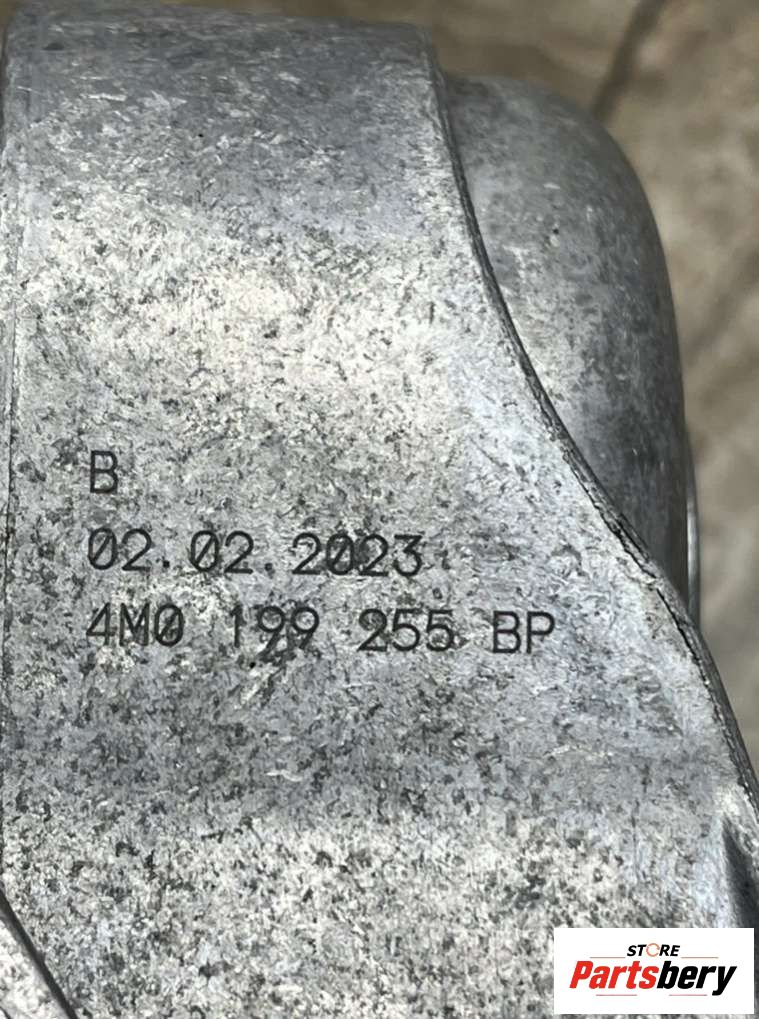 B
02.02.2023
4M0 199 255 BP
STORE
Partsbery